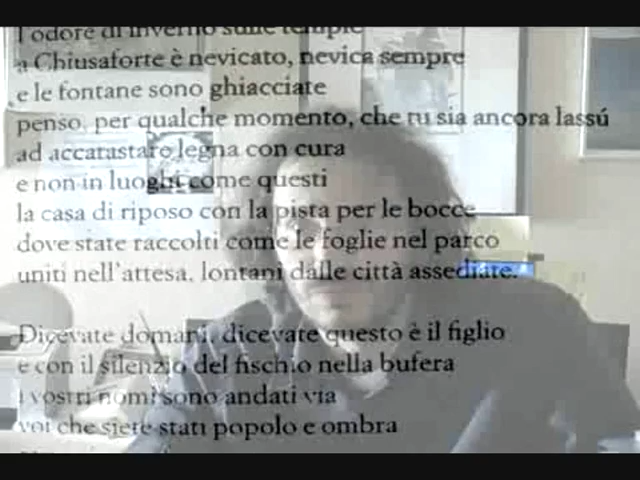 l'odore di inverno sulle tempie
a Chiusaforte è nevicato, nevica sempre
e le fontane sono ghiacciate
penso, per qualche momento, che tu sia ancora lassú
ad accatastare legna con cura
e non in luoghi come questi
la casa di riposo con la pista per le bocce
dove state raccolti come le foglie nel parco
uniti nell'attesa, lontani dalle città assediate.
Dicevate domani, dicevate questo è il figlio
e con il silenzio del fischio nella bufera
i vostri nomi sono andati via
voi che siete stati popolo e ombra